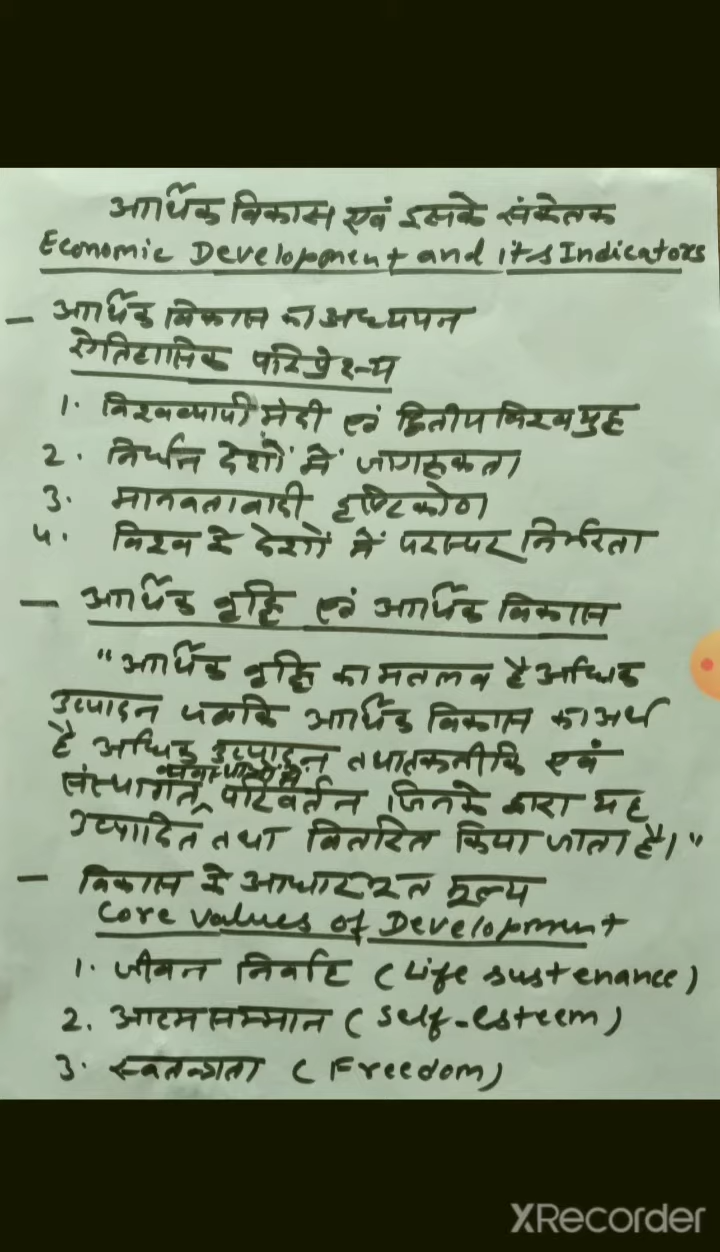 आर्थिक विकास एवं इसके संकेतक
Economic Development and its Indicators
— आर्थिक विकास का अध्ययन
ऐतिहासिक परिप्रेक्ष्य
1. विश्वव्यापी मंदी एवं द्वितीय विश्वयुद्ध
2. निर्धन देशों में जागरूकता
3. मानवतावादी दृष्टिकोण
4. विश्व के देशों में परस्पर निर्भरता
— आर्थिक वृद्धि एवं आर्थिक विकास
"आर्थिक वृद्धि का मतलब है अधिक
उत्पादन जबकि आर्थिक विकास का अर्थ
है अधिक उत्पादन तथा तकनीकि एवं
संस्थागत व्यवस्थाओं में परिवर्तन जिनके द्वारा यह
उत्पादित तथा वितरित किया जाता है।"
— विकास के आधारभूत मूल्य
Core values of Development
1. जीवन निर्वाह (Life sustenance)
2. आत्मसम्मान (Self-esteem)
3. स्वतन्त्रता (Freedom)
XRecorder